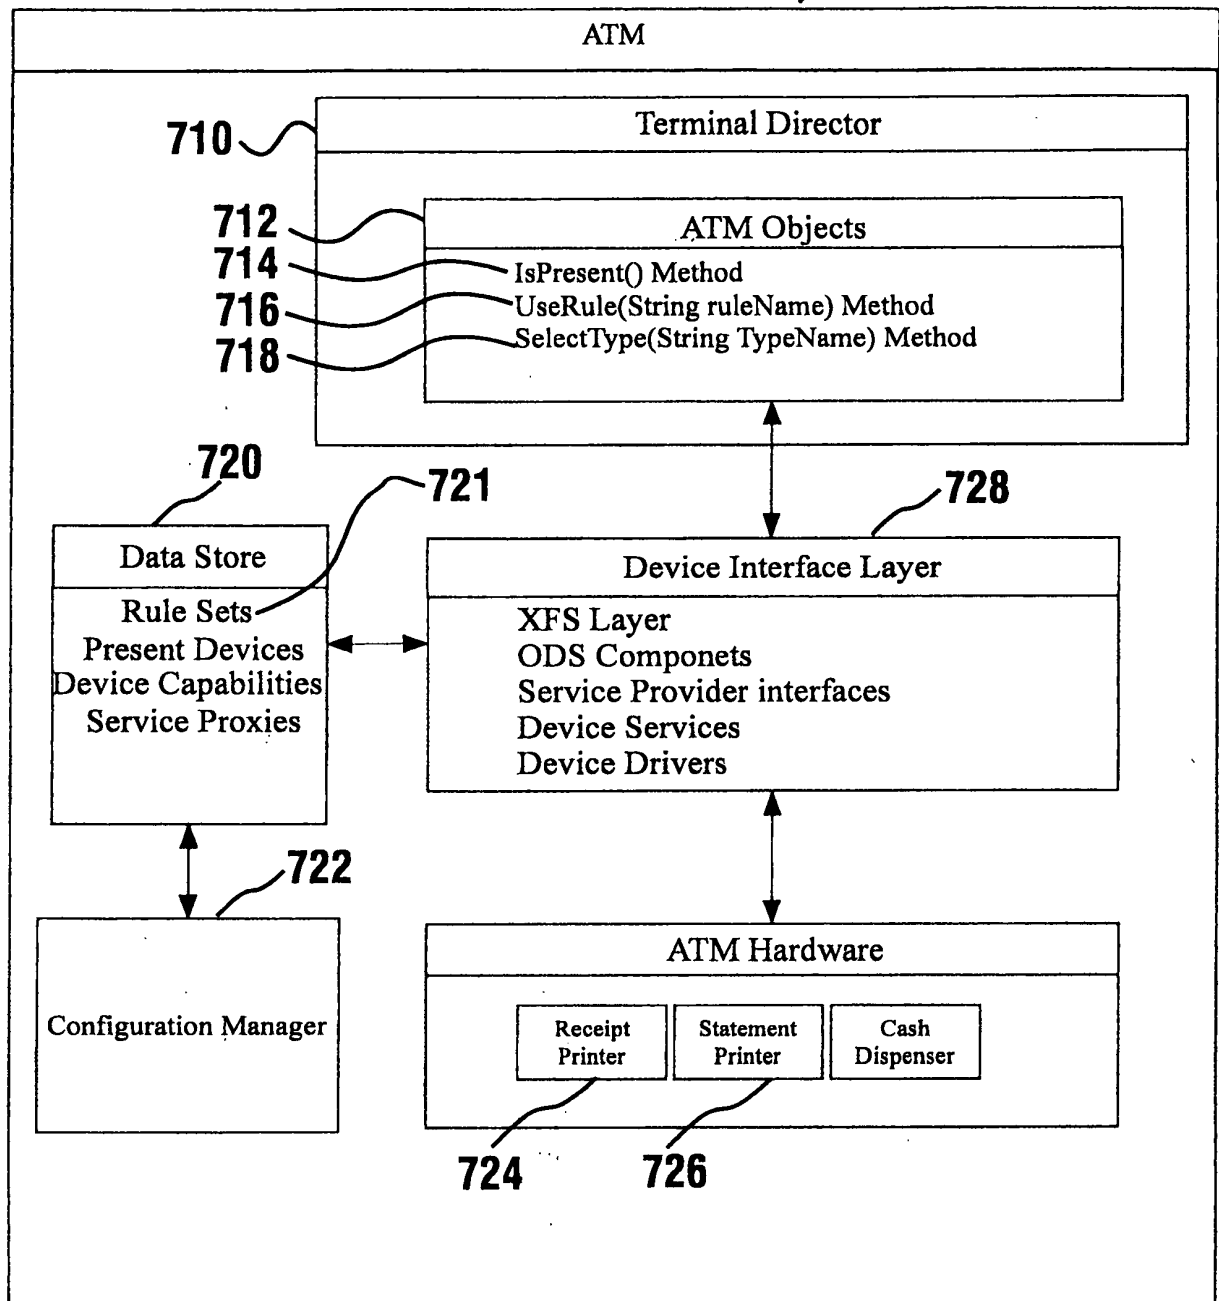 ATM
Terminal Director
710
712
ATM Objects
714
IsPresent() Method
716
UseRule(String ruleName) Method
718
SelectType(String TypeName) Method
720
721
728
Data Store
Device Interface Layer
Rule Sets
Present Devices
Device Capabilities
Service Proxies
XFS Layer
ODS Componets
Service Provider interfaces
Device Services
Device Drivers
722
Configuration Manager
ATM Hardware
Receipt
Printer
Statement
Printer
Cash
Dispenser
724
726